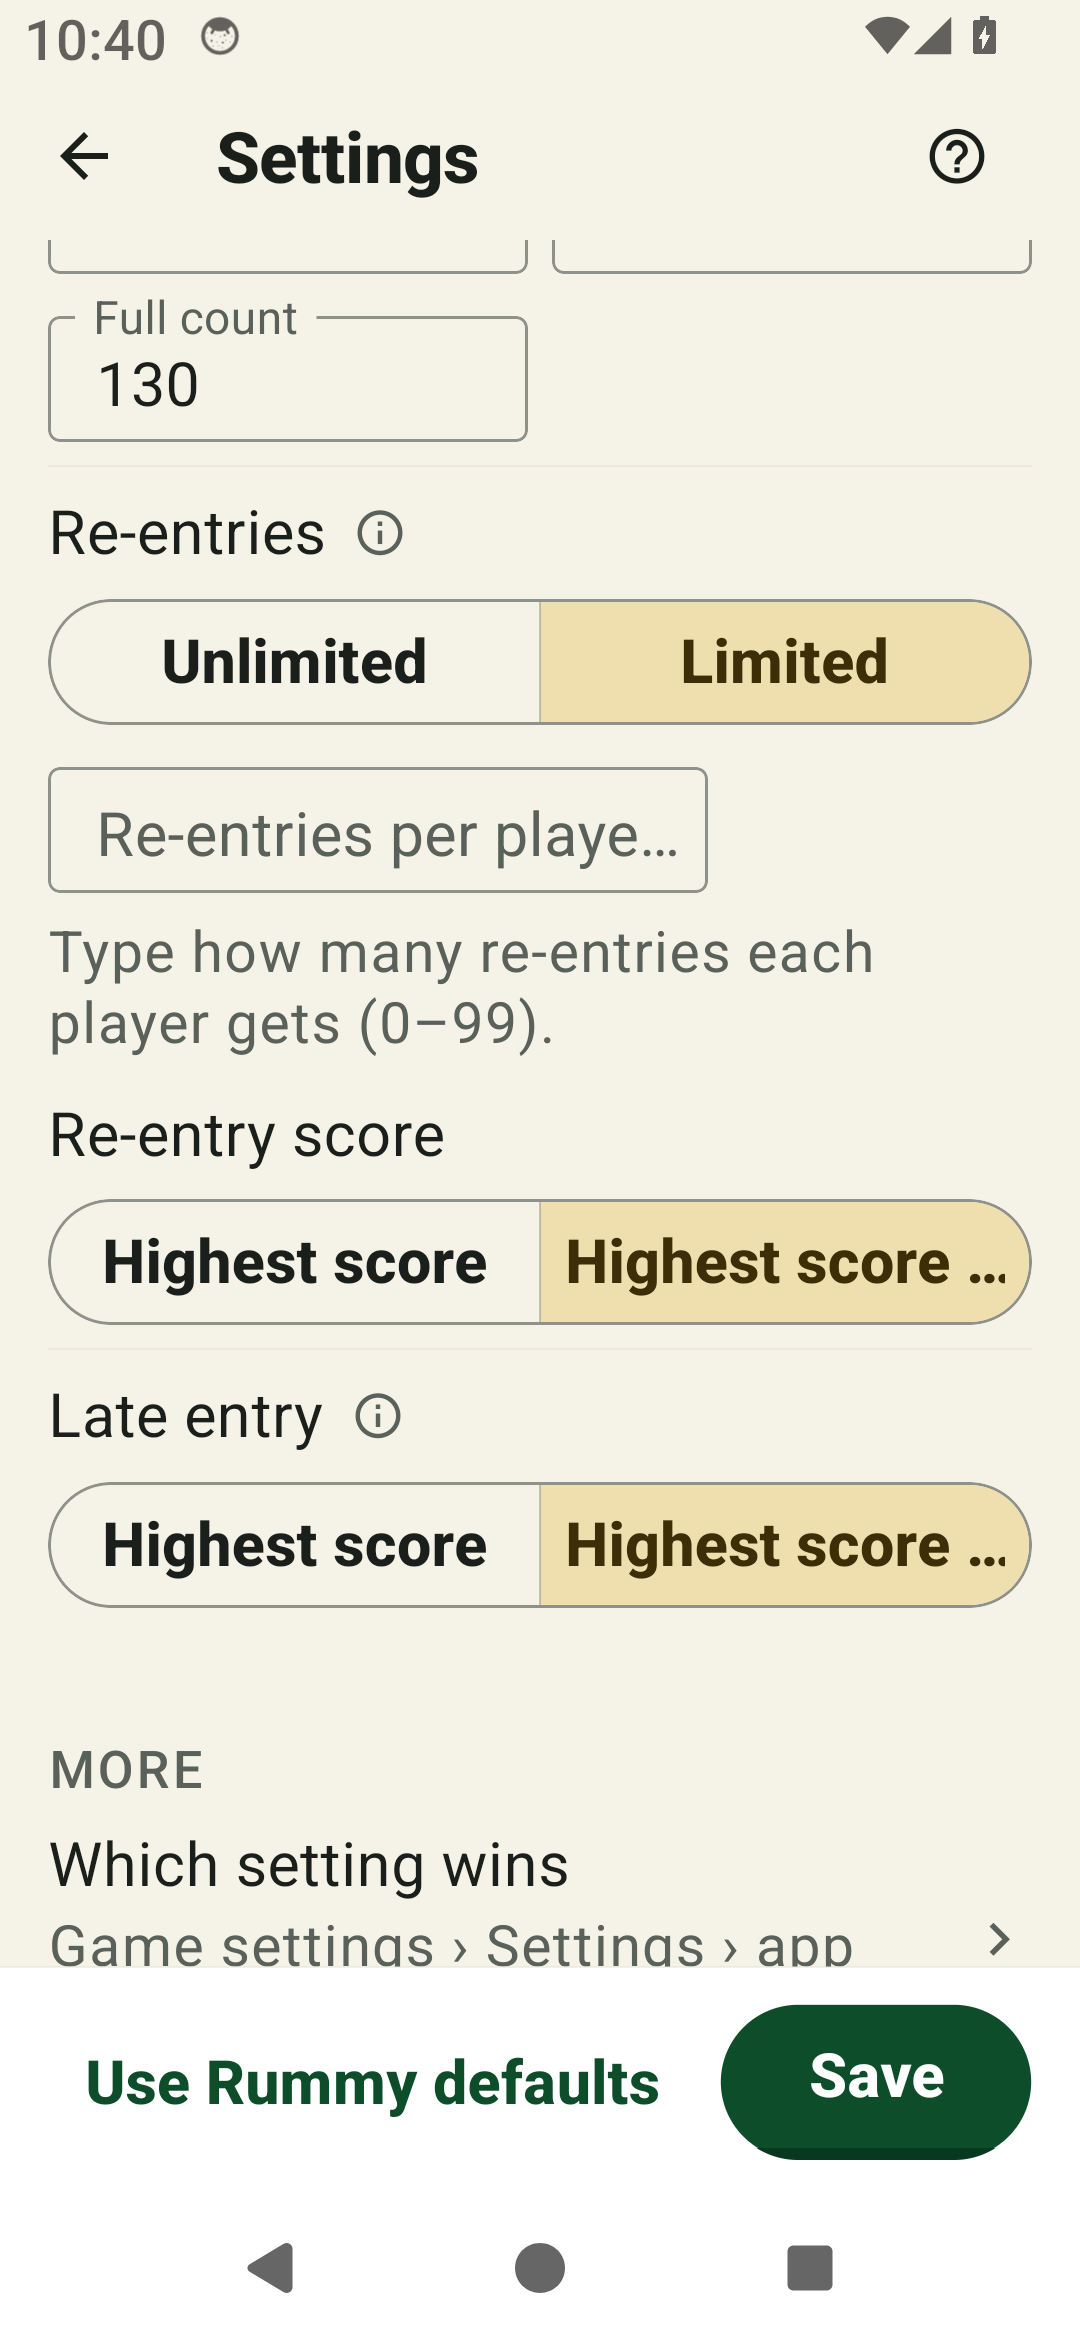 10:40
Settings
Full count
130
Re-entries
Unlimited
Limited
Re-entries per playe…
Type how many re-entries each
player gets (0–99).
Re-entry score
Highest score
Highest score …
Late entry
Highest score
Highest score …
MORE
Which setting wins
Game settings › Settings › app
Use Rummy defaults
Save